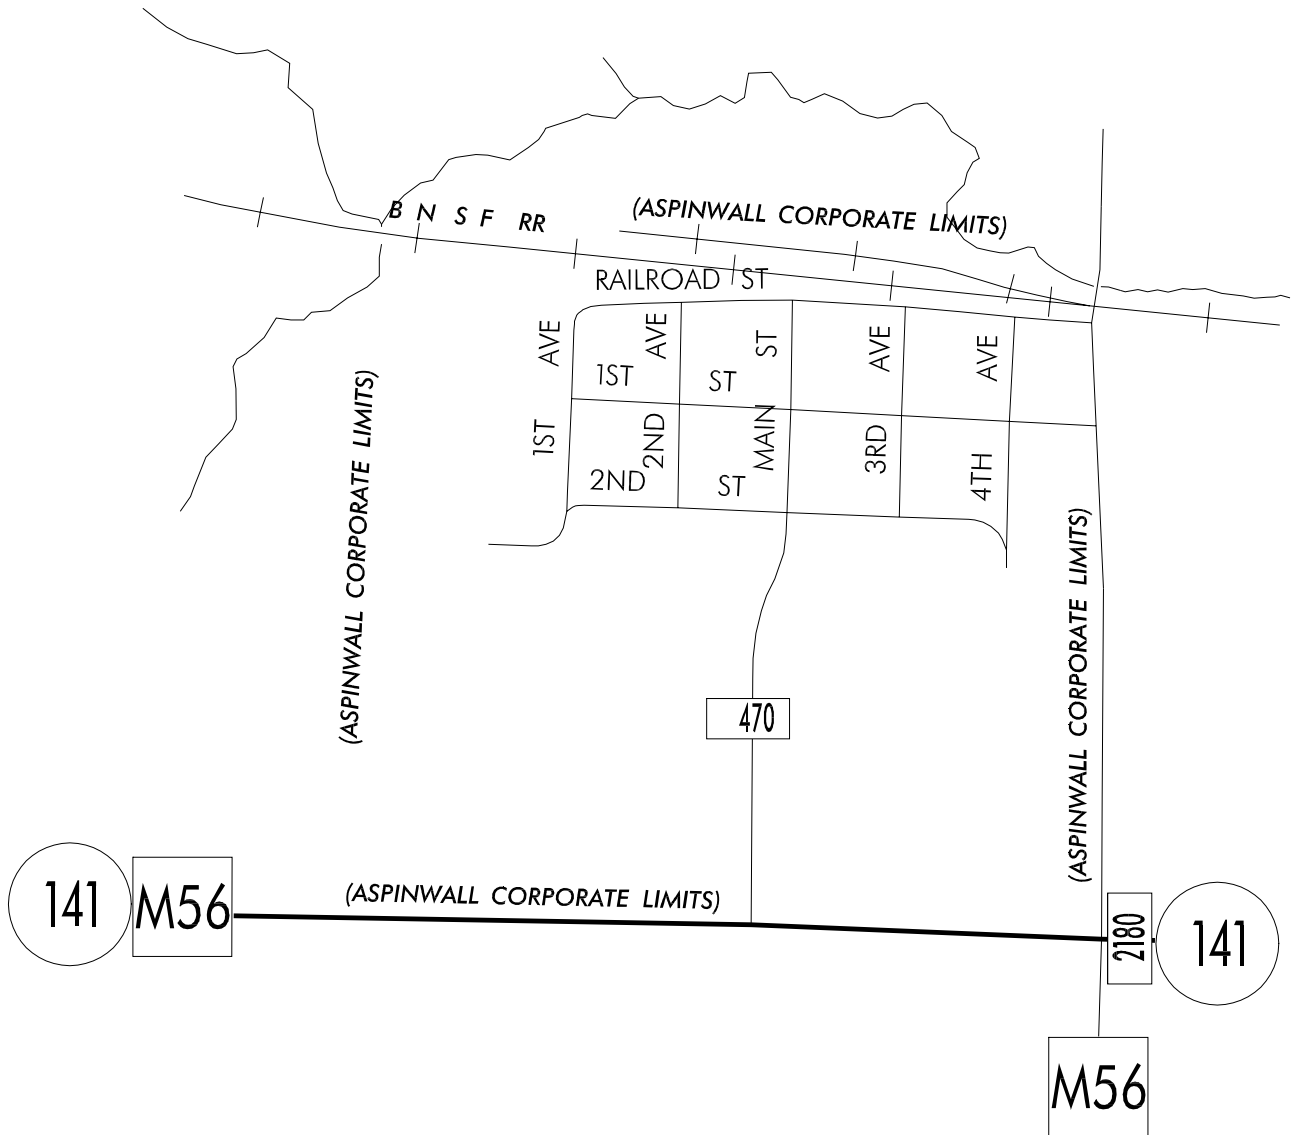 B N S F RR
(ASPINWALL CORPORATE LIMITS)
RAILROAD ST
1ST AVE
2ND AVE
MAIN ST
3RD AVE
4TH AVE
1ST ST
2ND ST
(ASPINWALL CORPORATE LIMITS)
(ASPINWALL CORPORATE LIMITS)
470
(ASPINWALL CORPORATE LIMITS)
141
M56
2180
141
M56